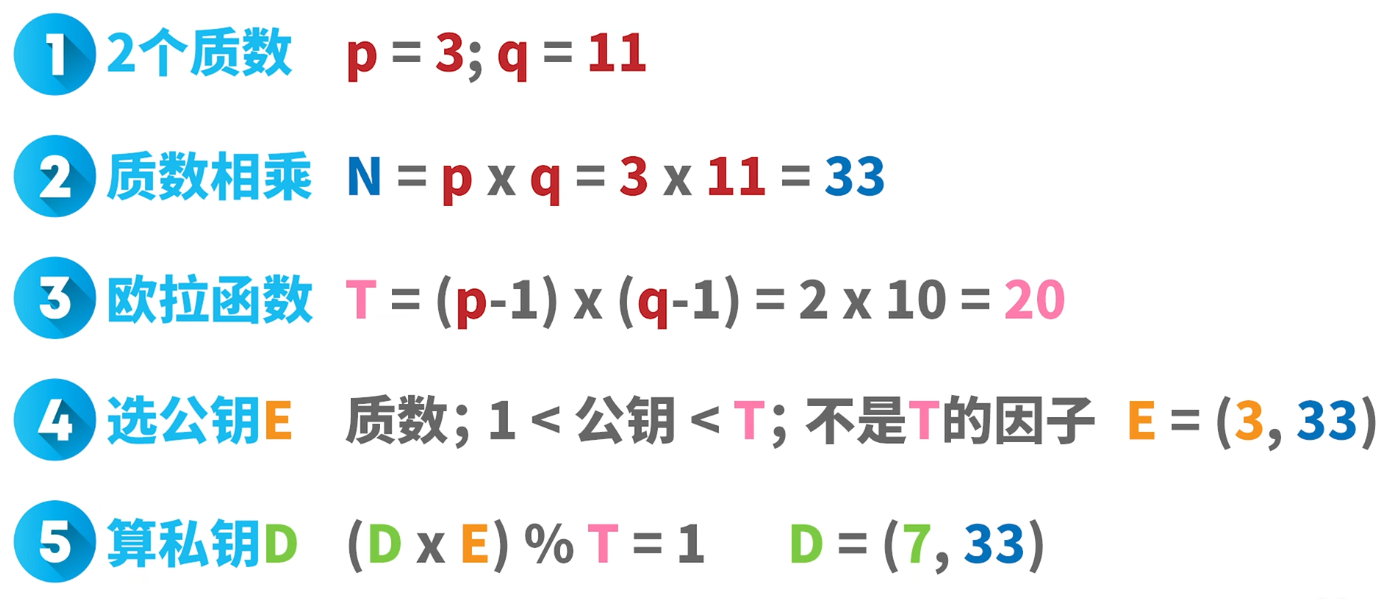 1 2个质数 p = 3; q = 11
2 质数相乘 N = p x q = 3 x 11 = 33
3 欧拉函数 T = (p-1) x (q-1) = 2 x 10 = 20
4 选公钥E 质数；1 < 公钥 < T；不是T的因子 E = (3, 33)
5 算私钥D (D x E) % T = 1 D = (7, 33)